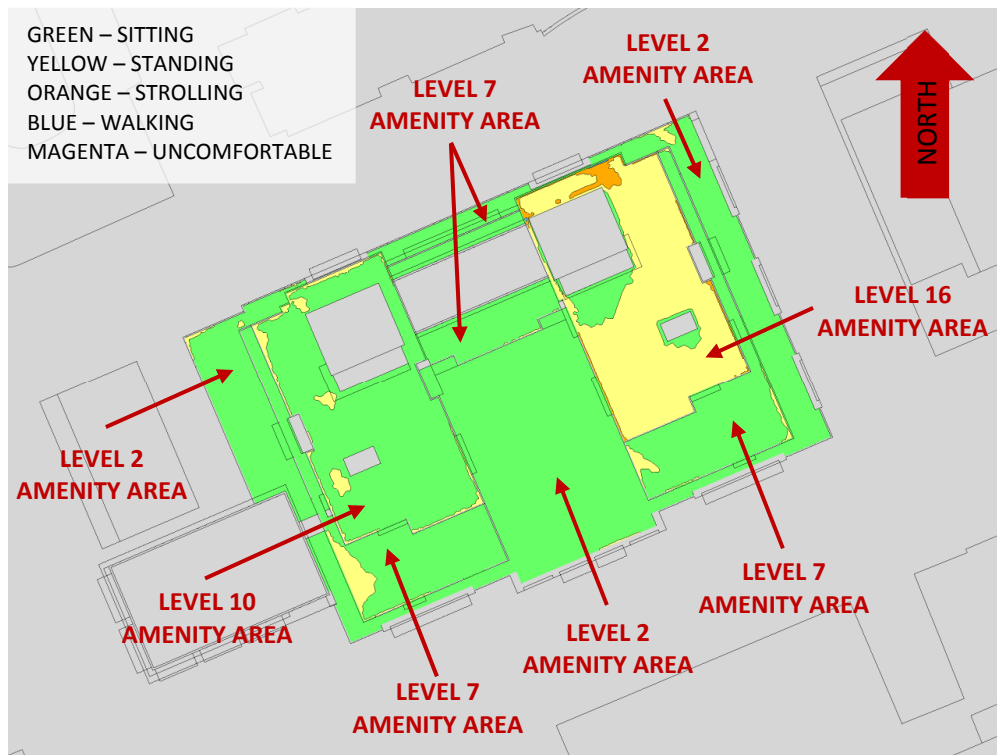 GREEN – SITTING
YELLOW – STANDING
ORANGE – STROLLING
BLUE – WALKING
MAGENTA – UNCOMFORTABLE
LEVEL 2
AMENITY AREA
LEVEL 7
AMENITY AREA
NORTH
LEVEL 16
AMENITY AREA
LEVEL 2
AMENITY AREA
LEVEL 10
AMENITY AREA
LEVEL 7
AMENITY AREA
LEVEL 2
AMENITY AREA
LEVEL 7
AMENITY AREA